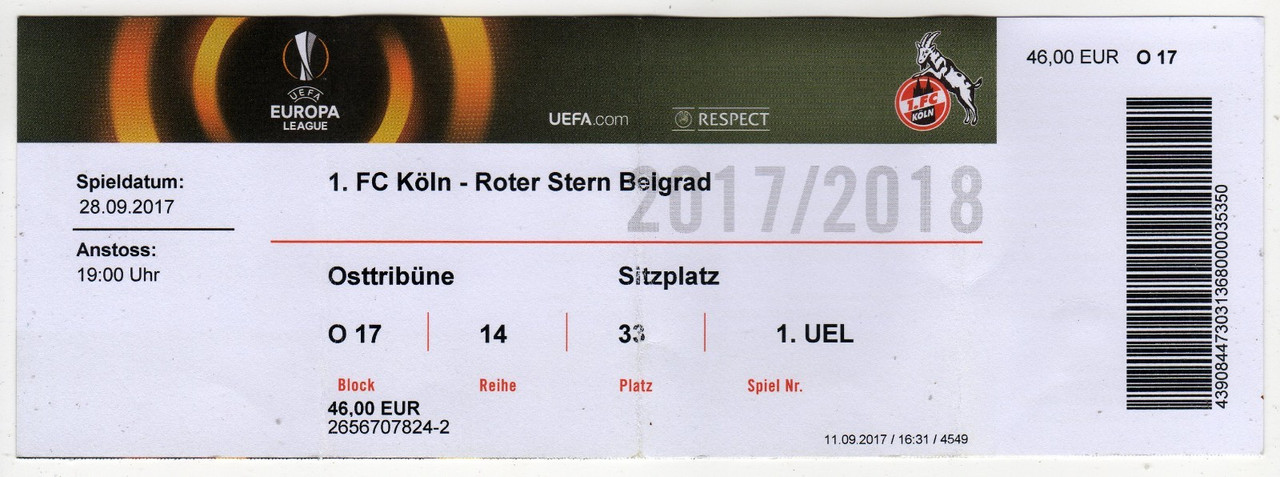 UEFA
EUROPA
LEAGUE
UEFA.com
RESPECT
1. FC
KÖLN
46,00 EUR O 17
Spieldatum:
28.09.2017
Anstoss:
19:00 Uhr
1. FC Köln - Roter Stern Belgrad
2017/2018
Osttribüne Sitzplatz
O 17 14 33 1. UEL
Block Reihe Platz Spiel Nr.
46,00 EUR
2656707824-2
11.09.2017 / 16:31 / 4549
439084473031368000035350